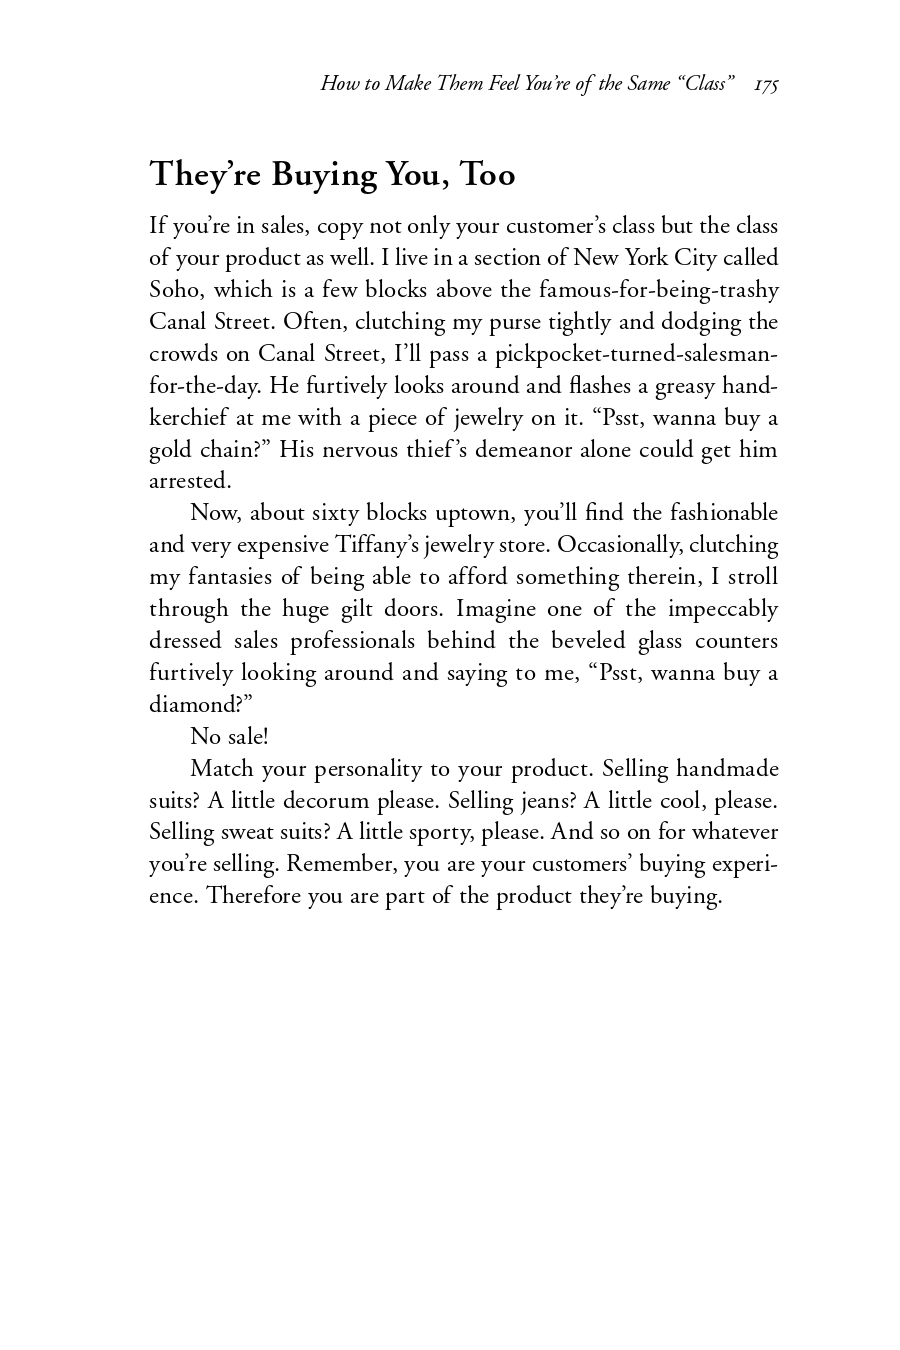 How to Make Them Feel You’re of the Same “Class” 175
They’re Buying You, Too
If you’re in sales, copy not only your customer’s class but the class
of your product as well. I live in a section of New York City called
Soho, which is a few blocks above the famous-for-being-trashy
Canal Street. Often, clutching my purse tightly and dodging the
crowds on Canal Street, I’ll pass a pickpocket-turned-salesman-
for-the-day. He furtively looks around and flashes a greasy hand-
kerchief at me with a piece of jewelry on it. “Psst, wanna buy a
gold chain?” His nervous thief’s demeanor alone could get him
arrested.
Now, about sixty blocks uptown, you’ll find the fashionable
and very expensive Tiffany’s jewelry store. Occasionally, clutching
my fantasies of being able to afford something therein, I stroll
through the huge gilt doors. Imagine one of the impeccably
dressed sales professionals behind the beveled glass counters
furtively looking around and saying to me, “Psst, wanna buy a
diamond?”
No sale!
Match your personality to your product. Selling handmade
suits? A little decorum please. Selling jeans? A little cool, please.
Selling sweat suits? A little sporty, please. And so on for whatever
you’re selling. Remember, you are your customers’ buying experi-
ence. Therefore you are part of the product they’re buying.